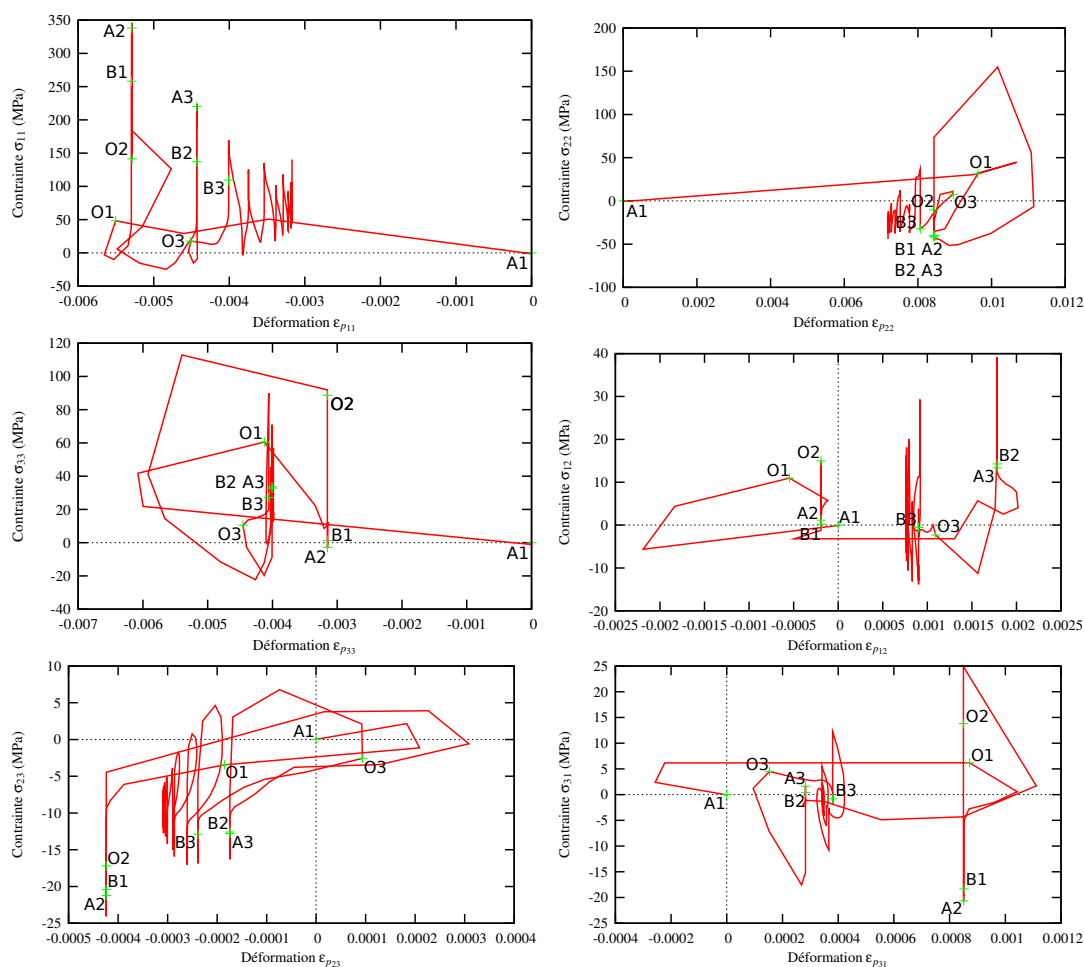 350
300
250
200
150
100
50
0
-50
-0.006
-0.005
-0.004
-0.003
-0.002
-0.001
0
Contrainte σ11 (MPa)
Déformation εp11
A2
B1
A3
O2
B2
B3
O1
O3
A1
200
150
100
50
0
-50
-100
0
0.002
0.004
0.006
0.008
0.01
0.012
Contrainte σ22 (MPa)
Déformation εp22
O1
A1
O2
O3
B3
B1 A2
B2 A3
120
100
80
60
40
20
0
-20
-40
-0.007
-0.006
-0.005
-0.004
-0.003
-0.002
-0.001
0
Contrainte σ33 (MPa)
Déformation εp33
O2
O1
B2 A3
B3
O3
B1
A2
A1
40
30
20
10
0
-10
-20
-0.0025
-0.002
-0.0015
-0.001
-0.0005
0
0.0005
0.001
0.0015
0.002
0.0025
Contrainte σ12 (MPa)
Déformation εp12
O2
O1
B2
A3
A2
A1
B1
B3
O3
10
5
0
-5
-10
-15
-20
-25
-0.0005
-0.0004
-0.0003
-0.0002
-0.0001
0
0.0001
0.0002
0.0003
0.0004
Contrainte σ23 (MPa)
Déformation εp23
A1
O1
O3
B2
B3
A3
O2
B1
A2
25
20
15
10
5
0
-5
-10
-15
-20
-25
-0.0004
-0.0002
0
0.0002
0.0004
0.0006
0.0008
0.001
0.0012
Contrainte σ31 (MPa)
Déformation εp31
O2
O1
O3
A3
A1
B2
B3
B1
A2